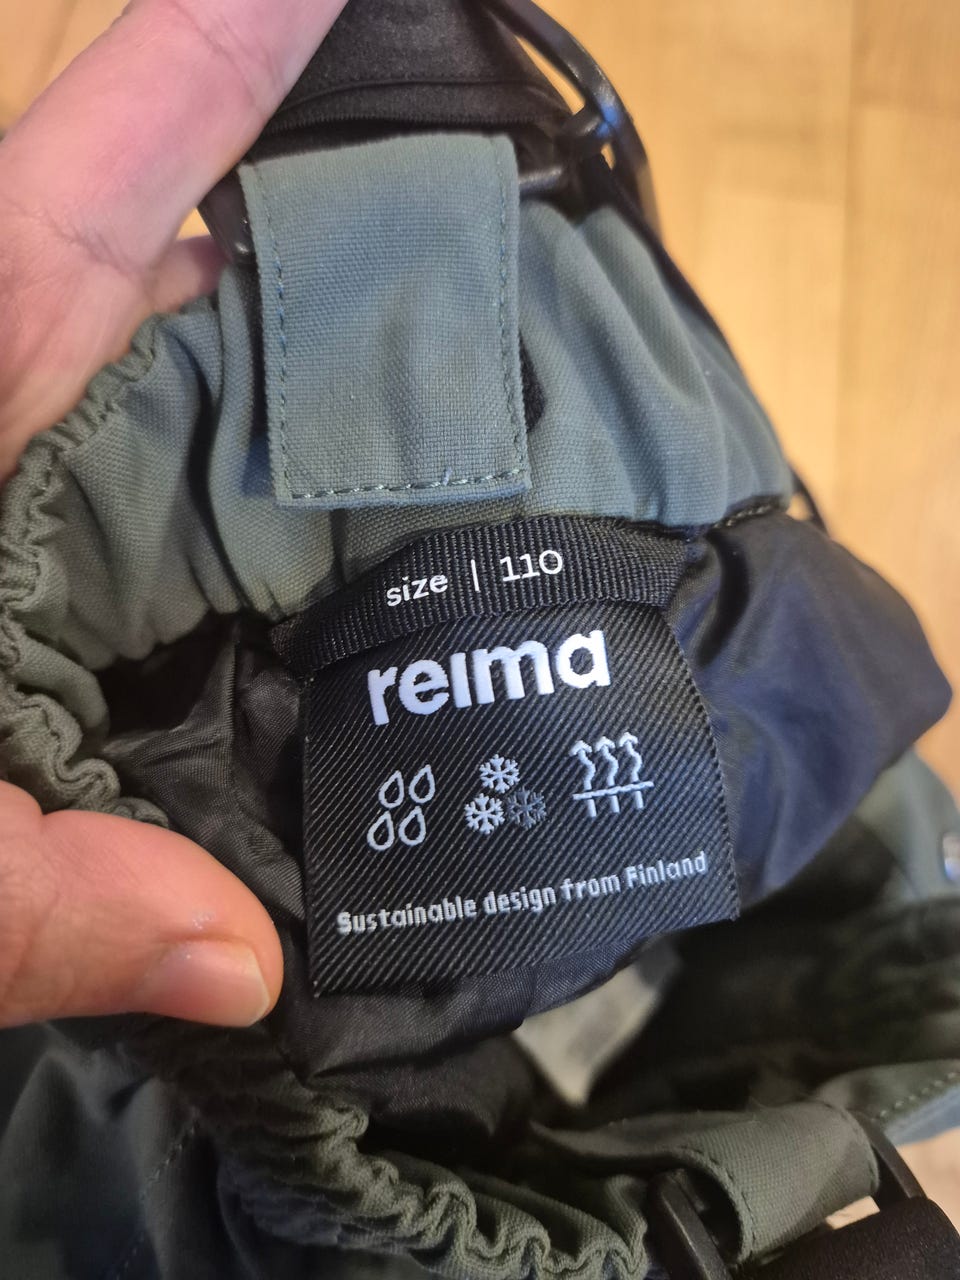 size | 110
reima
Sustainable design from Finland